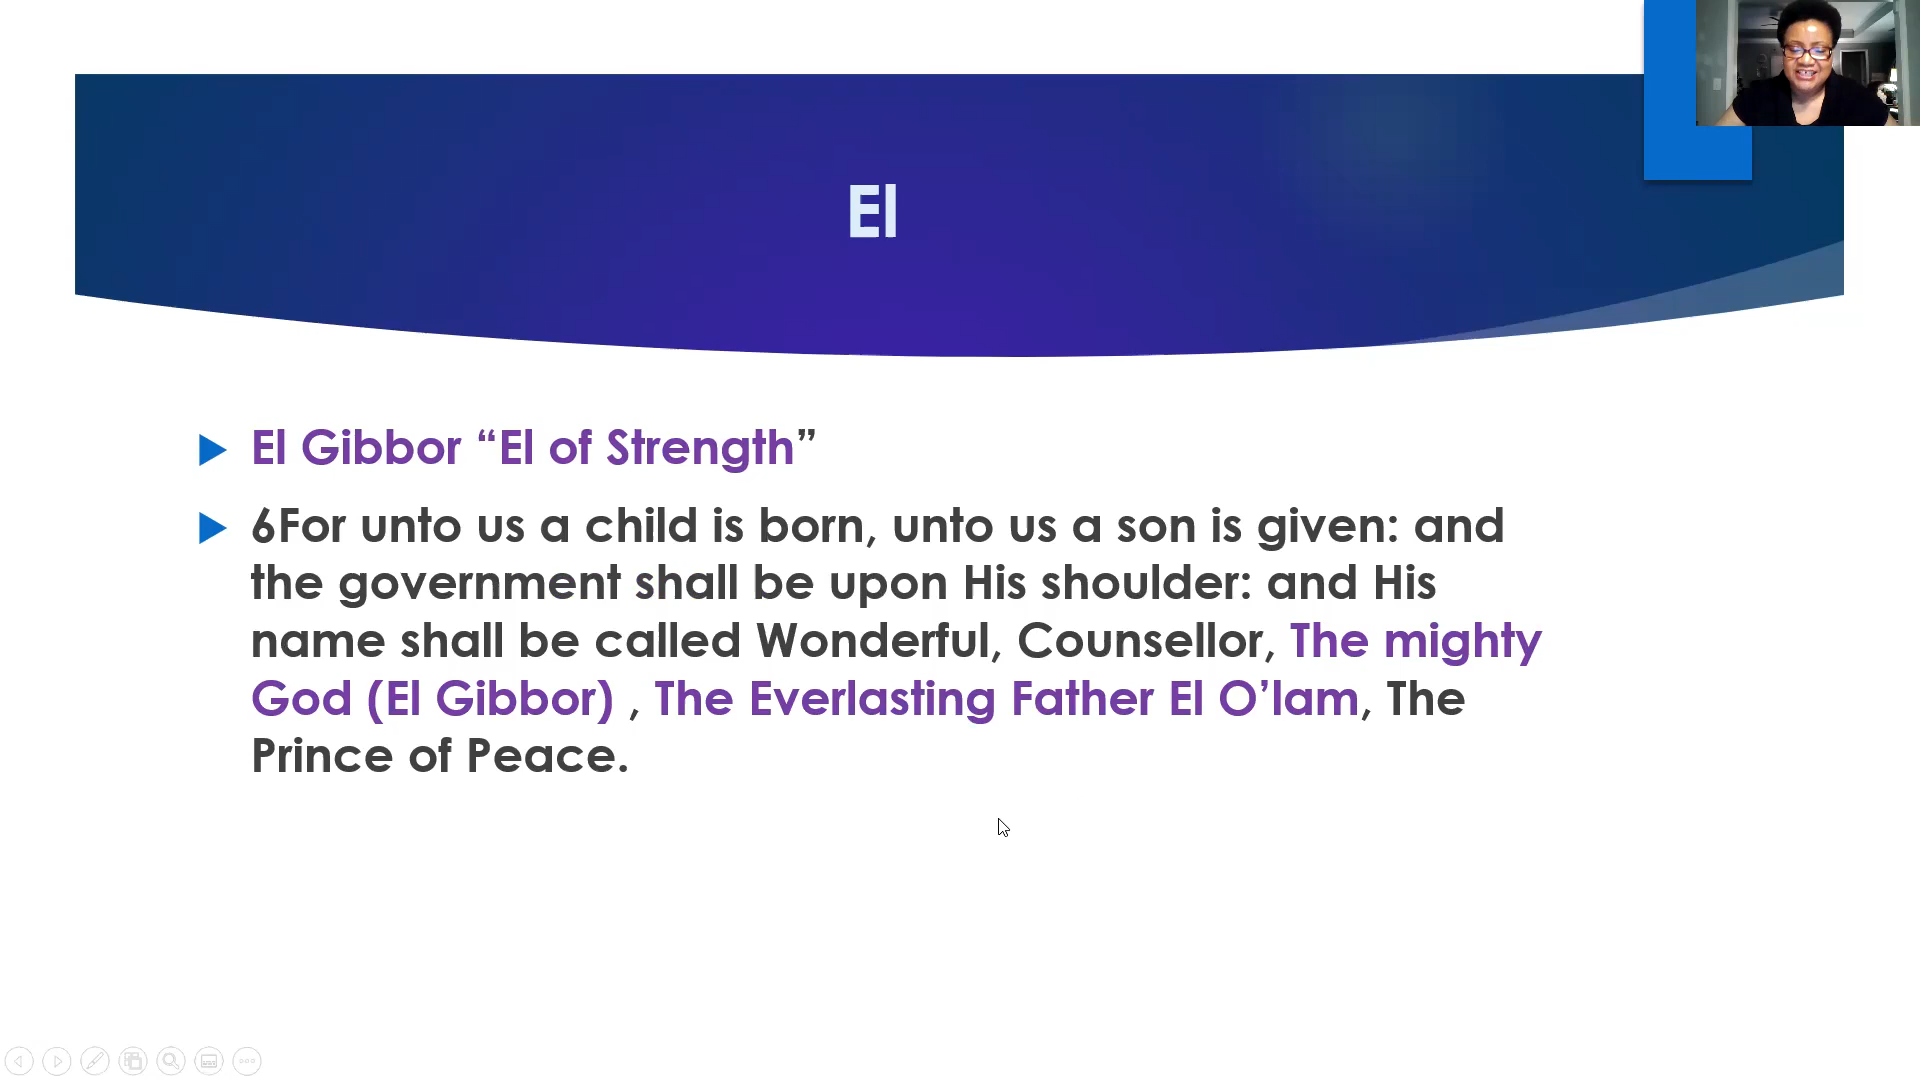 El
El Gibbor “El of Strength”
6For unto us a child is born, unto us a son is given: and
the government shall be upon His shoulder: and His
name shall be called Wonderful, Counsellor, The mighty
God (El Gibbor) , The Everlasting Father El O’lam, The
Prince of Peace.